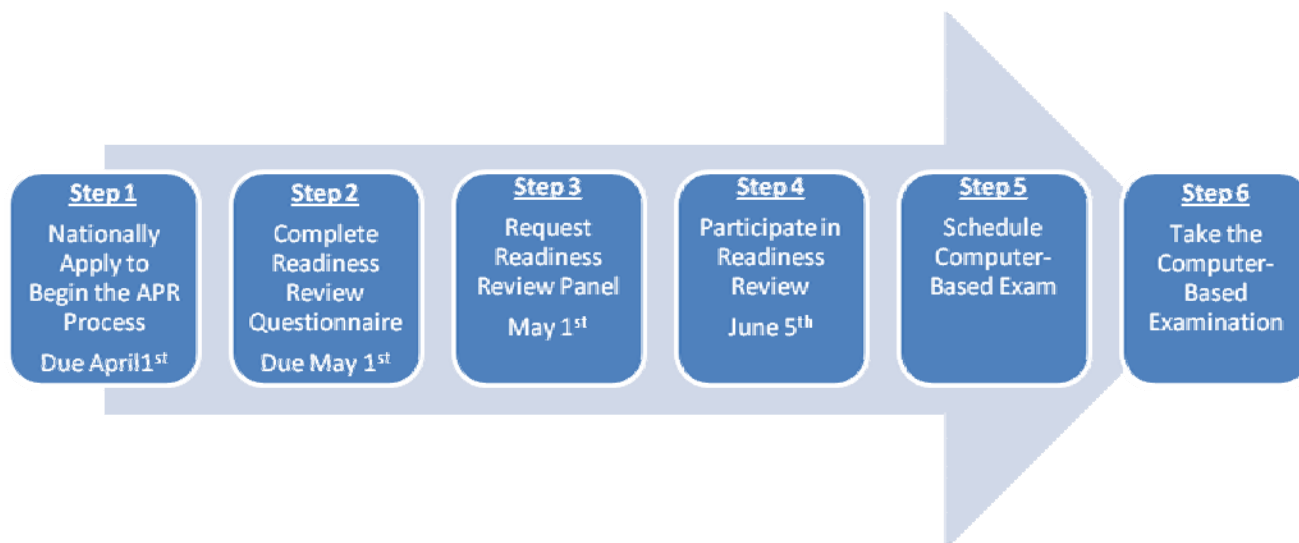 Step 1
Nationally
Apply to
Begin the APR
Process
Due April1st
Step 2
Complete
Readiness
Review
Questionnaire
Due May 1st
Step 3
Request
Readiness
Review Panel
May 1st
Step 4
Participate in
Readiness
Review
June 5th
Step 5
Schedule
Computer-
Based Exam
Step 6
Take the
Computer-
Based
Examination